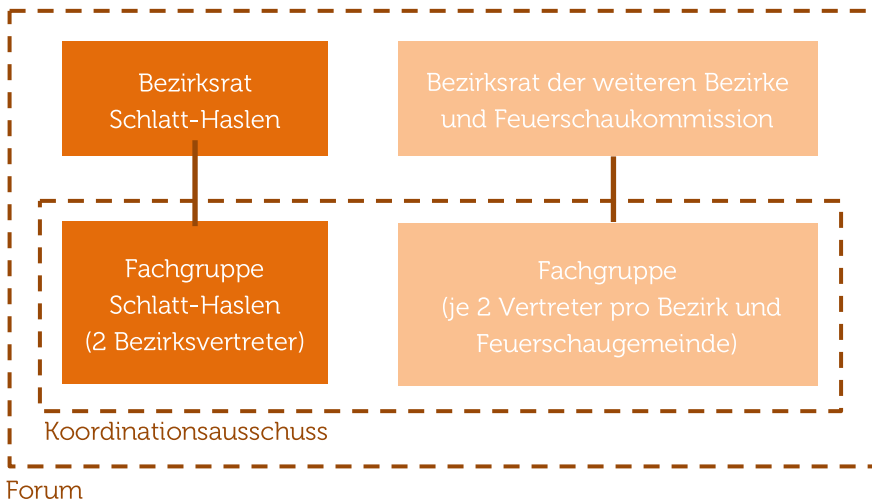 Bezirksrat
Schlatt-Haslen
Bezirksrat der weiteren Bezirke
und Feuerschaukommission
Fachgruppe
Schlatt-Haslen
(2 Bezirksvertreter)
Fachgruppe
(je 2 Vertreter pro Bezirk und
Feuerschaugemeinde)
Koordinationsausschuss
Forum